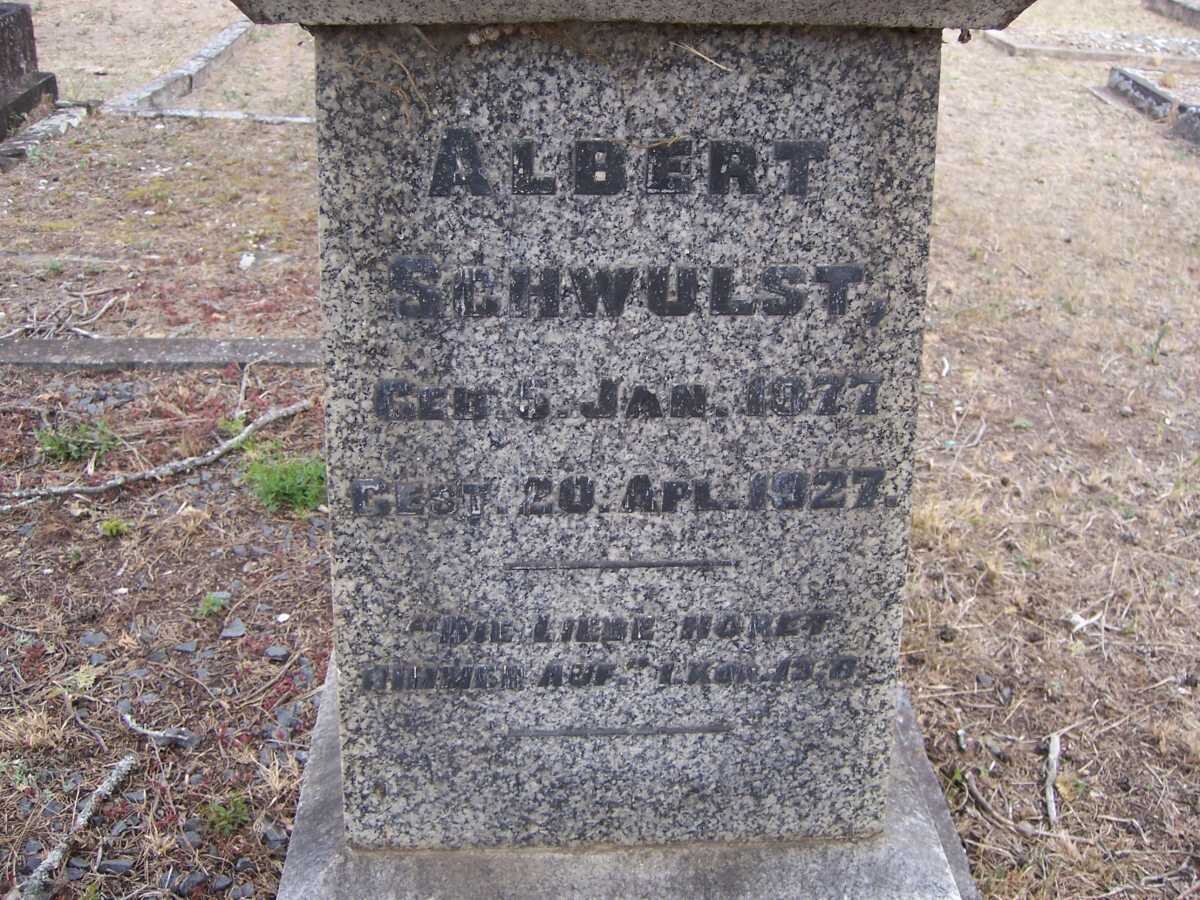 ALBERT
SCHWULST,
GEB. 5. JAN. 1877
GEST. 20. APL. 1927.
"DIE LIEBE HÖRET
NIMMER AUF." 1. KOR. 13. 8.